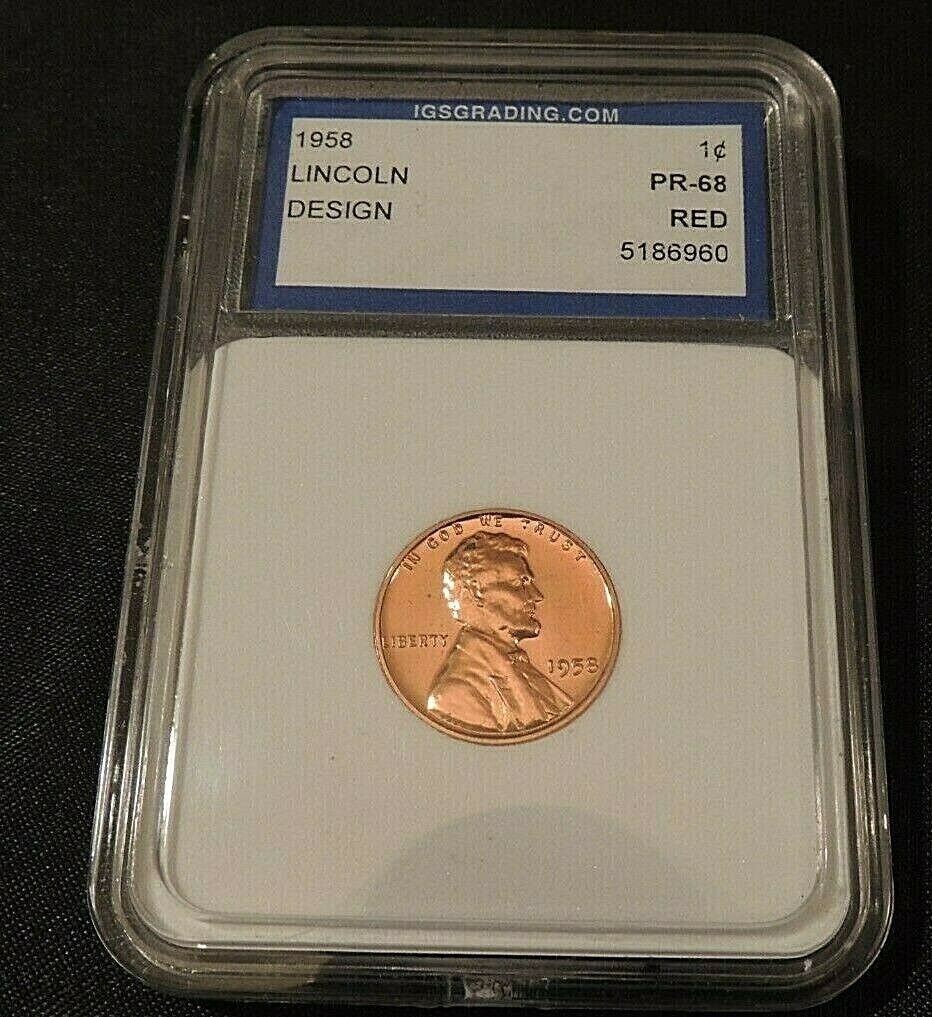 IGSGRADING.COM
1958 1¢
LINCOLN PR-68
DESIGN RED
5186960
IN GOD WE TRUST
LIBERTY
1958